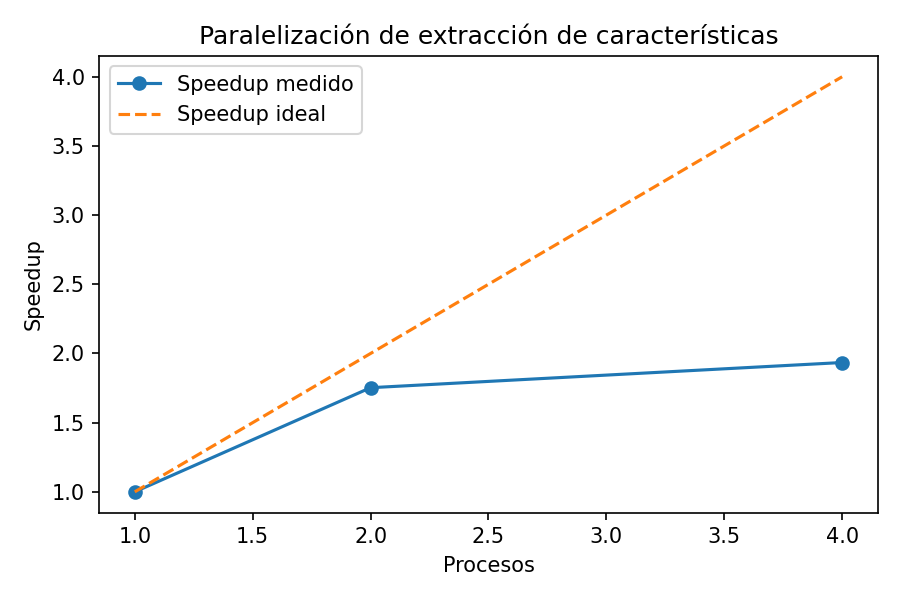 Paralelización de extracción de características
Speedup medido
Speedup ideal
4.0
3.5
3.0
2.5
2.0
1.5
1.0
Speedup
1.0 1.5 2.0 2.5 3.0 3.5 4.0
Procesos